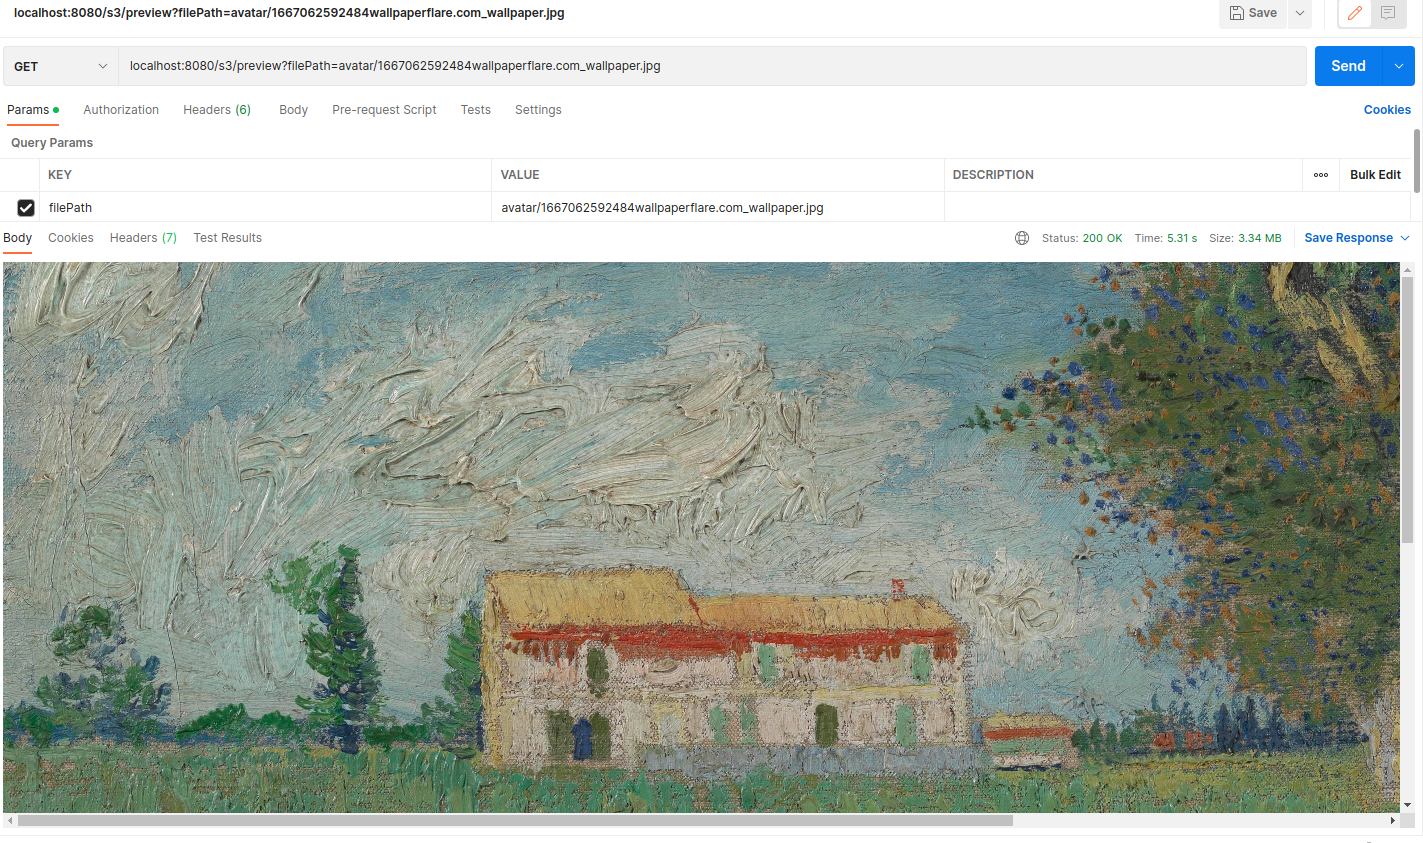 localhost:8080/s3/preview?filePath=avatar/1667062592484wallpaperflare.com_wallpaper.jpg
Save
GET
localhost:8080/s3/preview?filePath=avatar/1667062592484wallpaperflare.com_wallpaper.jpg
Send
Params Authorization Headers (6) Body Pre-request Script Tests Settings Cookies
Query Params
KEY VALUE DESCRIPTION Bulk Edit
filePath avatar/1667062592484wallpaperflare.com_wallpaper.jpg
Body Cookies Headers (7) Test Results Status: 200 OK Time: 5.31 s Size: 3.34 MB Save Response